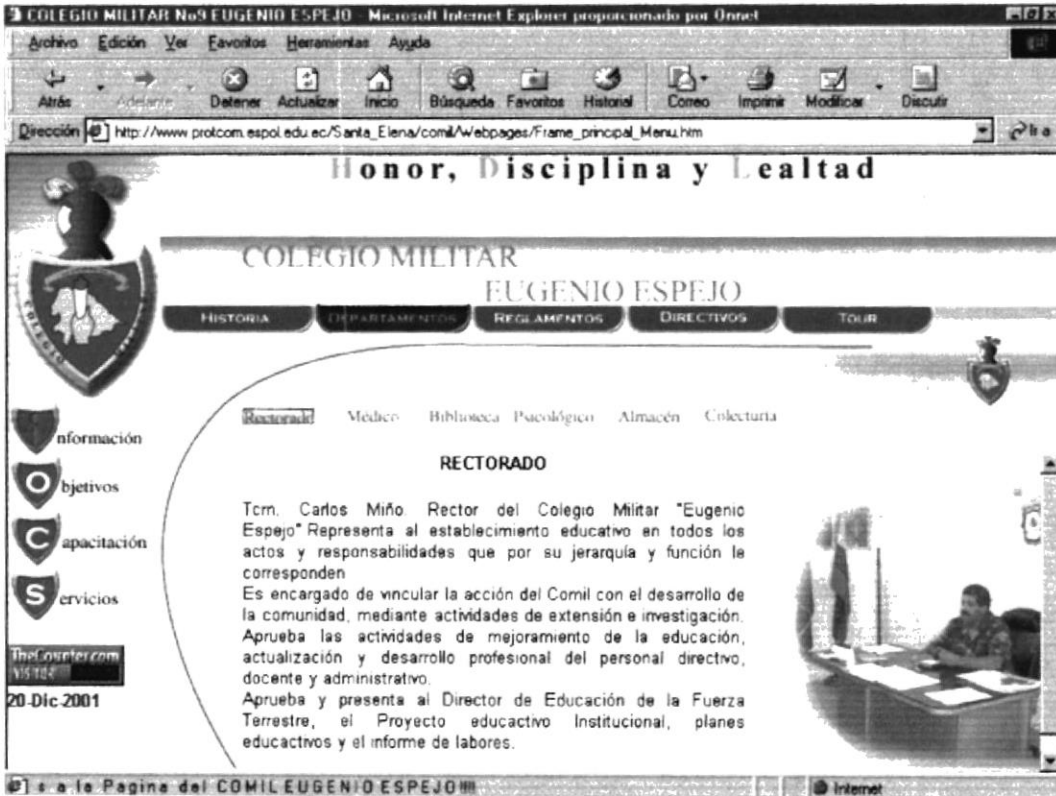 COLEGIO MILITAR No9 EUGENIO ESPEJO - Microsoft Internet Explorer proporcionado por Onnet
Archivo Edición Ver Favoritos Herramientas Ayuda
Atrás Adelante Detener Actualizar Inicio Búsqueda Favoritos Historial Correo Imprimir Modificar Discutir
Dirección http://www.protcom.espol.edu.ec/Santa_Elena/comil/Webpages/Frame_principal_Menu.htm Ir a
Honor, Disciplina y Lealtad
COLEGIO MILITAR
EUGENIO ESPEJO
HISTORIA DEPARTAMENTOS REGLAMENTOS DIRECTIVOS TOUR
COLEGIO
Rectorado Médico Biblioteca Psicológico Almacén Colecturia
Información
Objetivos
Capacitación
Servicios
TheCounter.com
20-Dic-2001
RECTORADO
Tcrn. Carlos Miño. Rector del Colegio Militar "Eugenio
Espejo" Representa al establecimiento educativo en todos los
actos y responsabilidades que por su jerarquía y función le
corresponden
Es encargado de vincular la acción del Comil con el desarrollo de
la comunidad, mediante actividades de extensión e investigación.
Aprueba las actividades de mejoramiento de la educación,
actualización y desarrollo profesional del personal directivo,
docente y administrativo.
Aprueba y presenta al Director de Educación de la Fuerza
Terrestre, el Proyecto educactivo Institucional, planes
educactivos y el informe de labores.
s a la Pagina del COMIL EUGENIO ESPEJO!!!! Internet